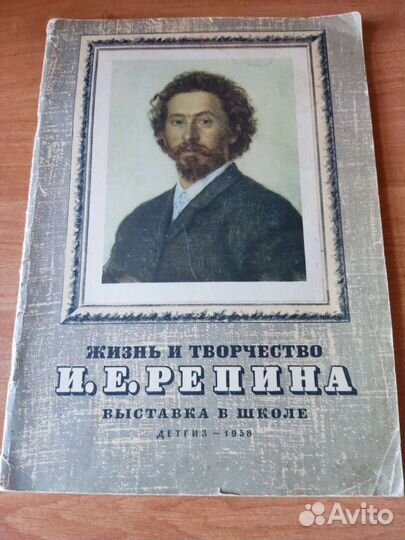 ЖИЗНЬ И ТВОРЧЕСТВО
И. Е. РЕПИНА
ВЫСТАВКА В ШКОЛЕ
ДЕТГИЗ — 1958
Avito